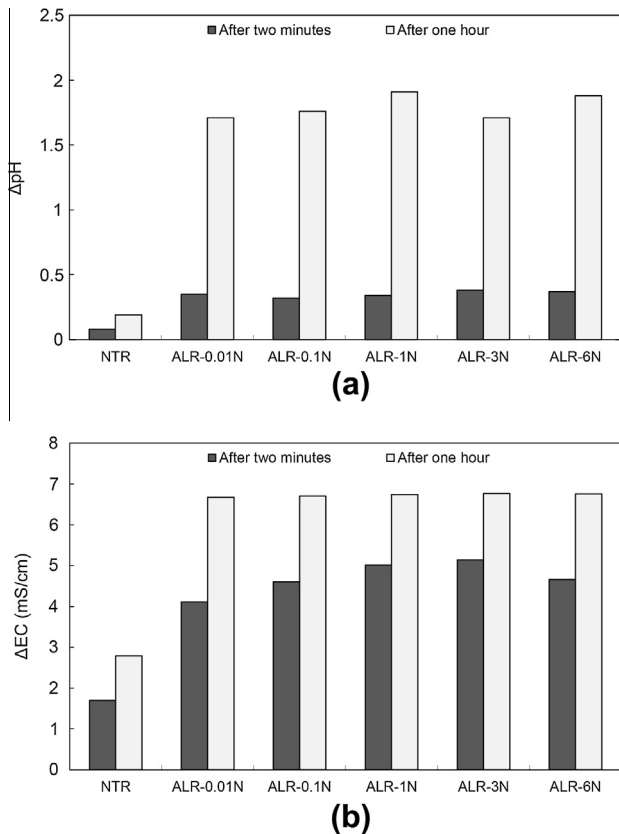 2.5
After two minutes After one hour
2
1.5
ΔpH
1
0.5
0
NTR ALR-0.01N ALR-0.1N ALR-1N ALR-3N ALR-6N
(a)
8
After two minutes After one hour
7
6
5
ΔEC (mS/cm)
4
3
2
1
0
NTR ALR-0.01N ALR-0.1N ALR-1N ALR-3N ALR-6N
(b)